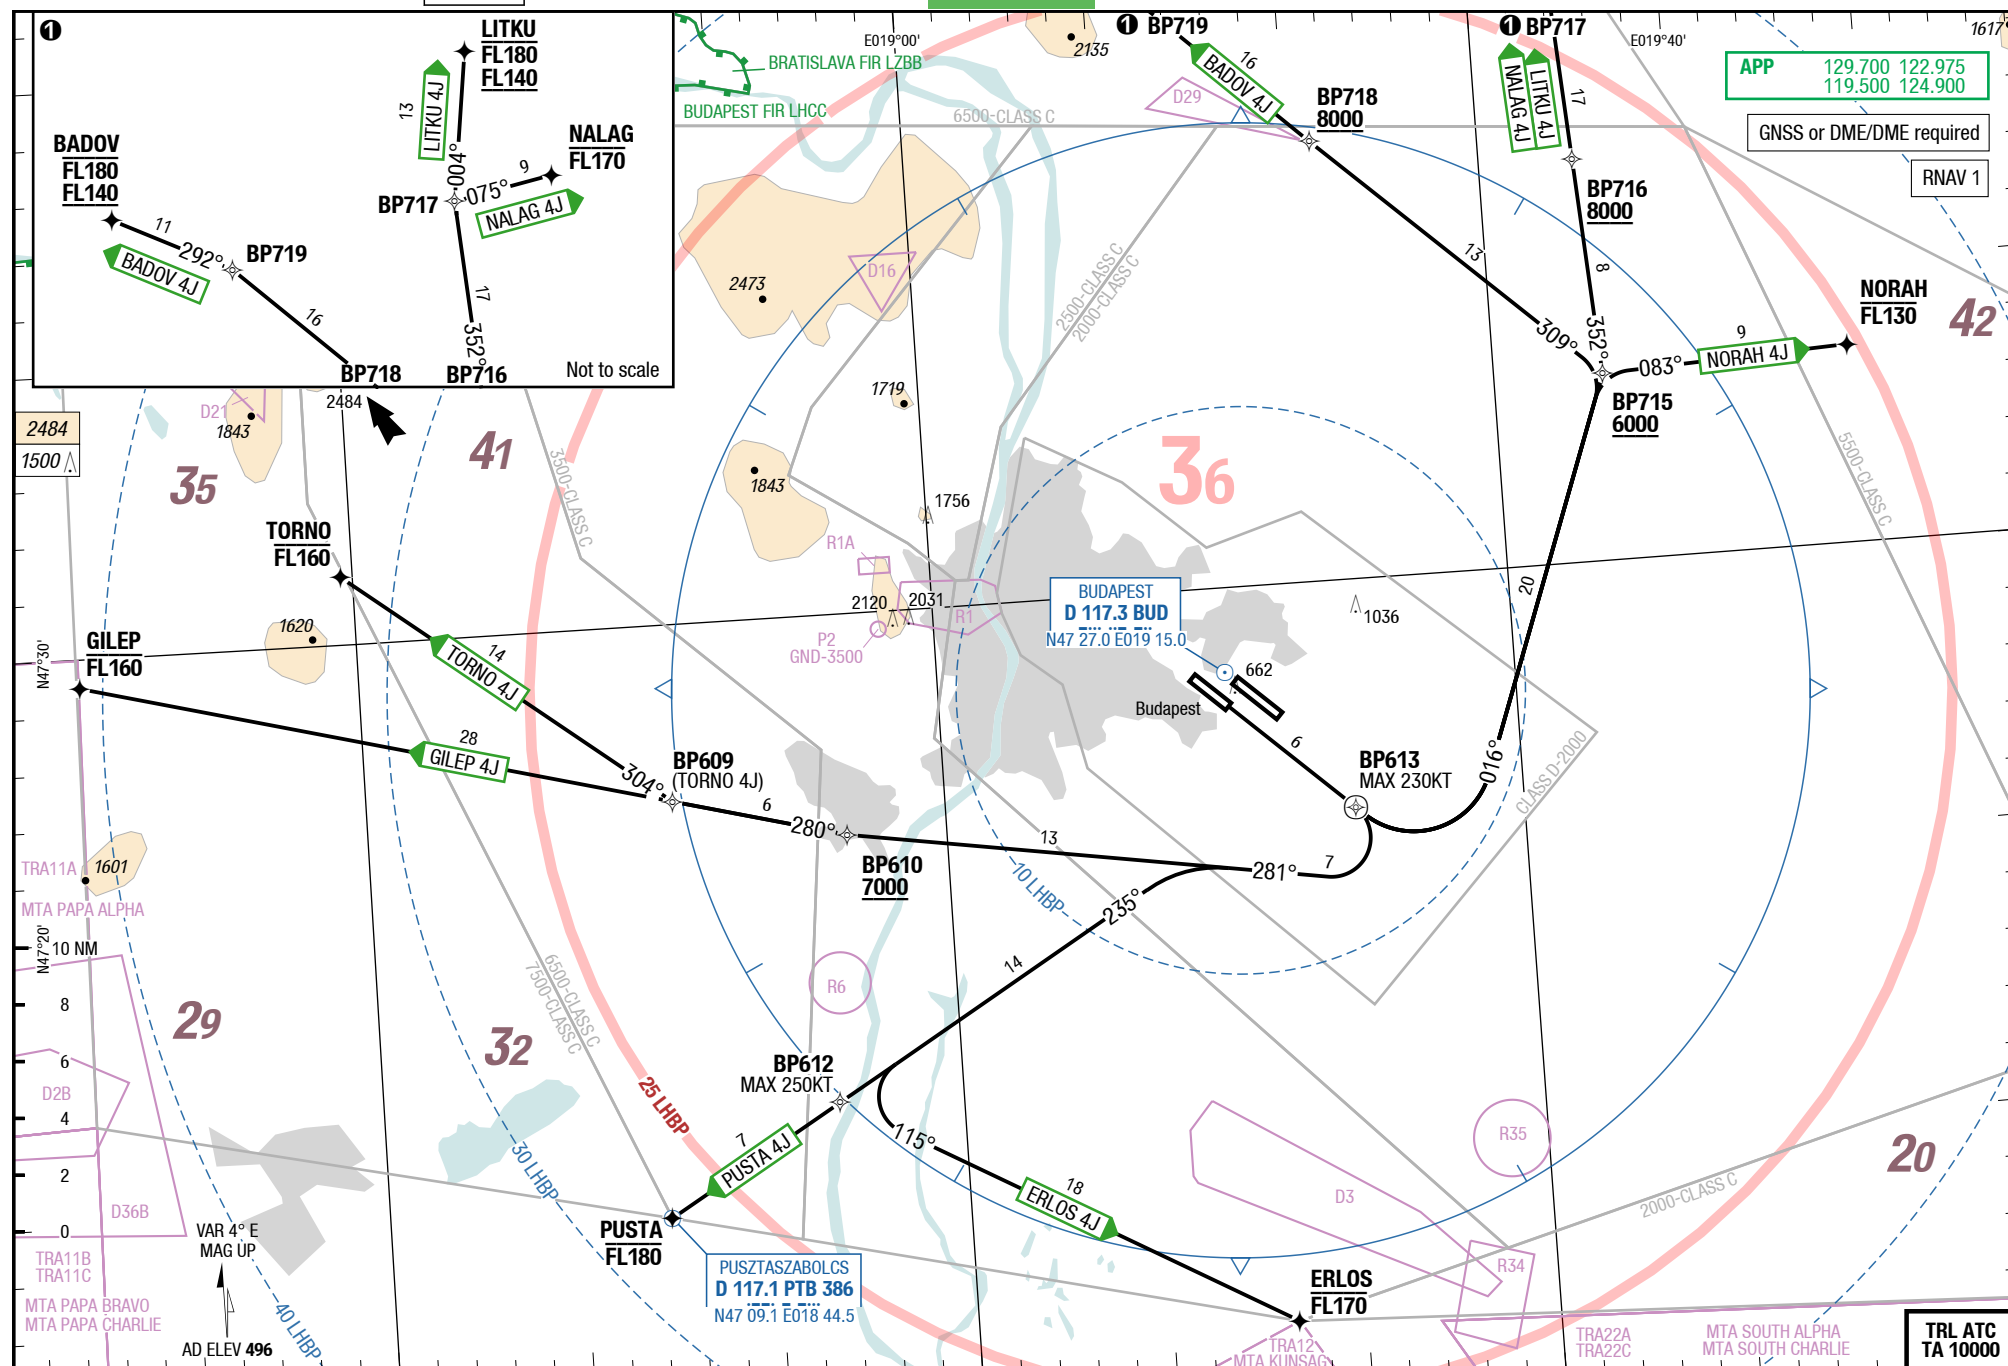 1
LITKU
FL180
FL140
13
LITKU 4J
004°
BADOV
FL180
FL140
NALAG
FL170
9
075°
BP717
NALAG 4J
11
292°
BP719
BADOV 4J
16
17
352°
BP718
BP716
Not to scale
2484
BRATISLAVA FIR LZBB
BUDAPEST FIR LHCC
E019°00'
2135
1 BP719
16
BADOV 4J
D29
6500-CLASS C
BP718
8000
1 BP717
NALAG 4J
LITKU 4J
17
E019°40'
1617
APP 129.700 122.975
119.500 124.900
GNSS or DME/DME required
RNAV 1
BP716
8000
2500-CLASS C
2000-CLASS C
D16
2473
13
8
309°
352°
NORAH
FL130
42
9
083°
NORAH 4J
BP715
6000
1719
D21
1843
2484
1500
35
41
3500-CLASS C
1843
36
5500-CLASS C
1756
TORNO
FL160
R1A
2120
2031
R1
P2
GND-3500
BUDAPEST
D 117.3 BUD
N47 27.0 E019 15.0
1036
20
1620
GILEP
FL160
N47°30'
14
TORNO 4J
662
Budapest
28
GILEP 4J
304°
BP609
(TORNO 4J)
6
280°
6
BP613
MAX 230KT
016°
CLASS D-2000
13
281°
7
BP610
7000
10 LHBP
235°
TRA11A
1601
MTA PAPA ALPHA
N47°20'
10 NM
8
6
4
2
0
6500-CLASS C
7500-CLASS C
14
R6
29
32
BP612
MAX 250KT
25 LHBP
D2B
115°
7
PUSTA 4J
30 LHBP
R35
20
D3
18
ERLOS 4J
2000-CLASS C
D36B
VAR 4° E
MAG UP
PUSTA
FL180
TRA11B
TRA11C
PUSZTASZABOLCS
D 117.1 PTB 386
N47 09.1 E018 44.5
R34
ERLOS
FL170
MTA PAPA BRAVO
MTA PAPA CHARLIE
40 LHBP
AD ELEV 496
TRA12
MTA KUNSAG
TRA22A
TRA22C
MTA SOUTH ALPHA
MTA SOUTH CHARLIE
TRL ATC
TA 10000